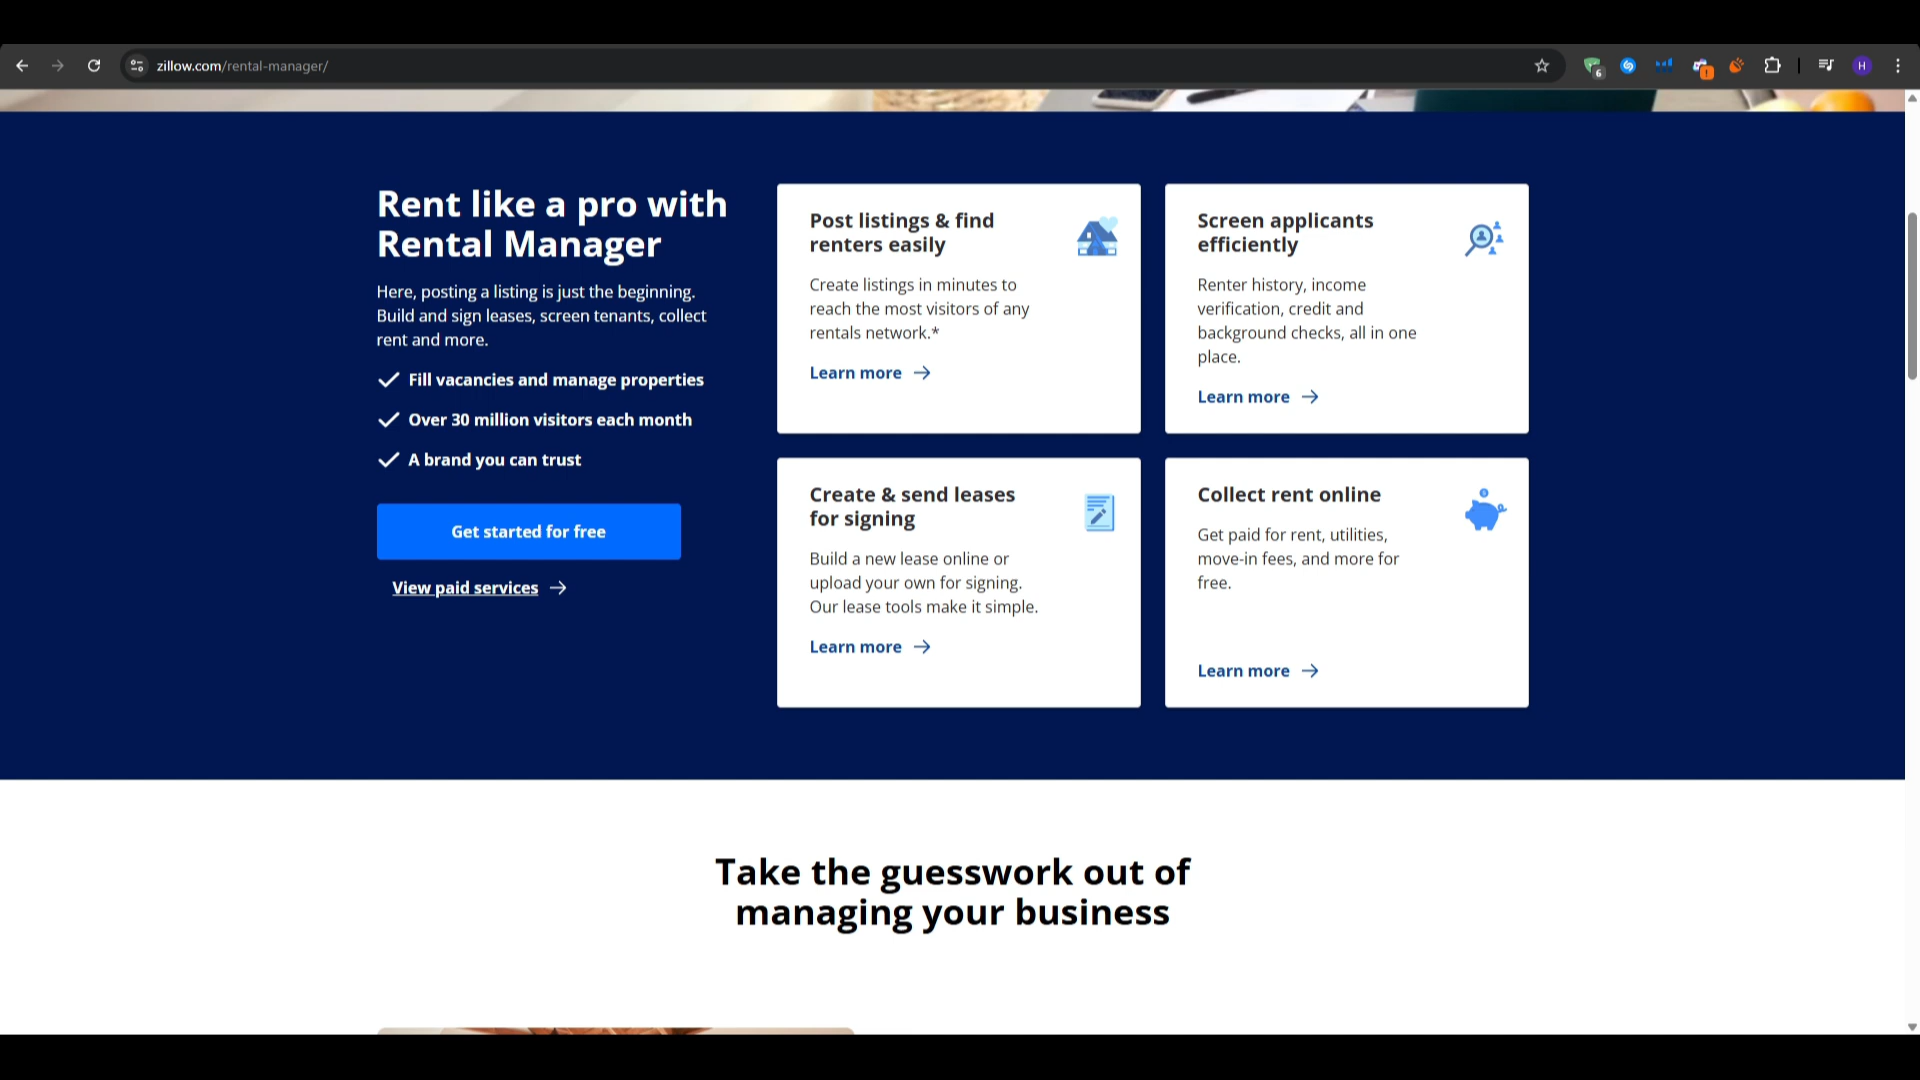 zillow.com/rental-manager/
6
!
H
Rent like a pro with
Rental Manager
Here, posting a listing is just the beginning.
Build and sign leases, screen tenants, collect
rent and more.
Fill vacancies and manage properties
Over 30 million visitors each month
A brand you can trust
Get started for free
View paid services
Post listings & find
renters easily
Create listings in minutes to
reach the most visitors of any
rentals network.*
Learn more
Screen applicants
efficiently
Renter history, income
verification, credit and
background checks, all in one
place.
Learn more
Create & send leases
for signing
Build a new lease online or
upload your own for signing.
Our lease tools make it simple.
Learn more
Collect rent online
Get paid for rent, utilities,
move-in fees, and more for
free.
Learn more
Take the guesswork out of
managing your business